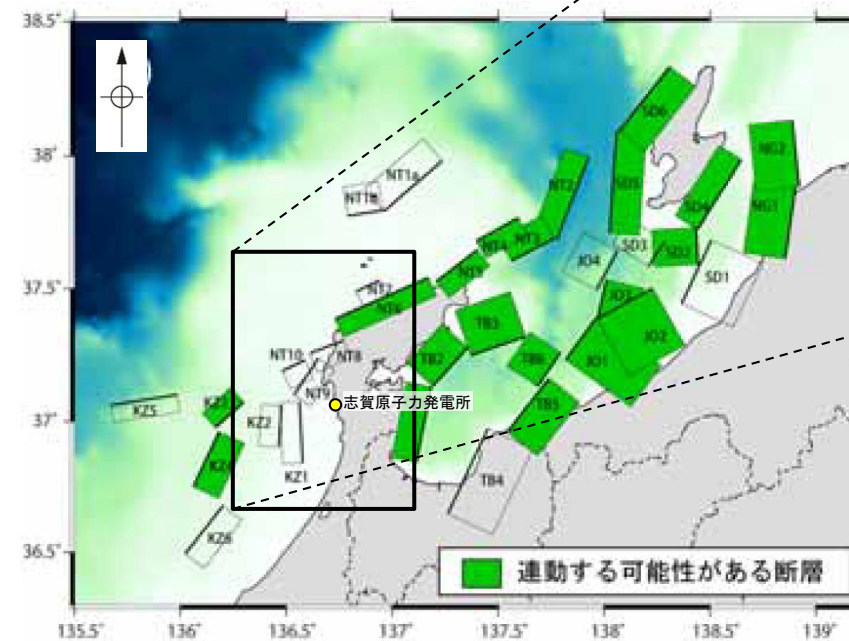 38.5°
38°
37.5°
37°
36.5°
135.5°
136°
136.5°
137°
137.5°
138°
138.5°
139°
SD6
NG2
NT1a
NT1b
NT2
SD5
SD4
NG1
NT4
NT3
SD3
SD2
JO4
SD1
NT5
NT7
NT6
JO3
TB3
JO2
NT10
NT8
TB2
TB6
JO1
NT9
志賀原子力発電所
KZ5
KZ2
TB5
KZ1
TB4
KZ6
連動する可能性がある断層